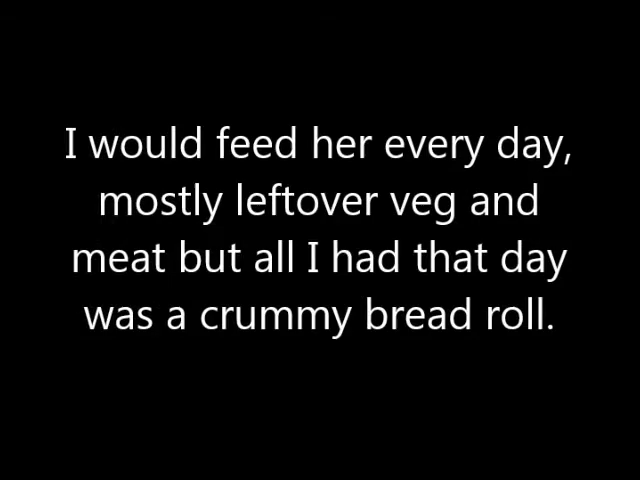 I would feed her every day,
mostly leftover veg and
meat but all I had that day
was a crummy bread roll.